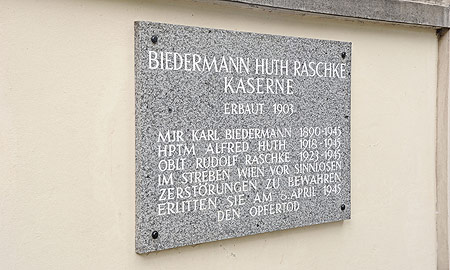 BIEDERMANN HUTH RASCHKE
KASERNE
ERBAUT 1903
MJR KARL BIEDERMANN 1890-1945
HPTM ALFRED HUTH 1918-1945
OBLT RUDOLF RASCHKE 1923-1945
IM STREBEN WIEN VOR SINNLOSEN
ZERSTÖRUNGEN ZU BEWAHREN
ERLITTEN SIE AM 8. APRIL 1945
DEN OPFERTOD